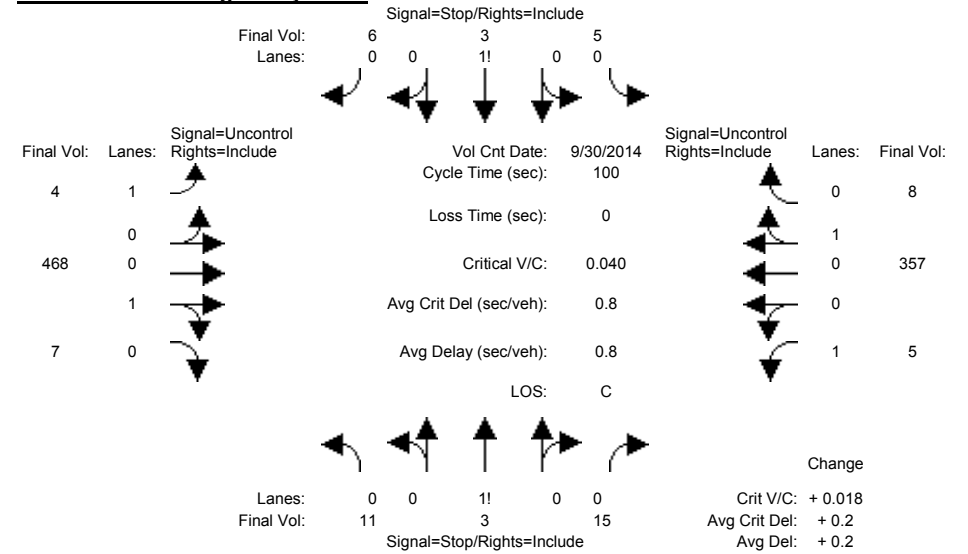 Signal=Stop/Rights=Include
Final Vol: 6 3 5
Lanes: 0 0 1! 0 0
Signal=Uncontrol Signal=Uncontrol
Final Vol: Lanes: Rights=Include Vol Cnt Date: 9/30/2014 Rights=Include Lanes: Final Vol:
Cycle Time (sec): 100
4 1 0 8
Loss Time (sec): 0
0 1
468 0 Critical V/C: 0.040 0 357
1 Avg Crit Del (sec/veh): 0.8 0
7 0 Avg Delay (sec/veh): 0.8 1 5
LOS: C
Change
Lanes: 0 0 1! 0 0 Crit V/C: + 0.018
Final Vol: 11 3 15 Avg Crit Del: + 0.2
Signal=Stop/Rights=Include Avg Del: + 0.2